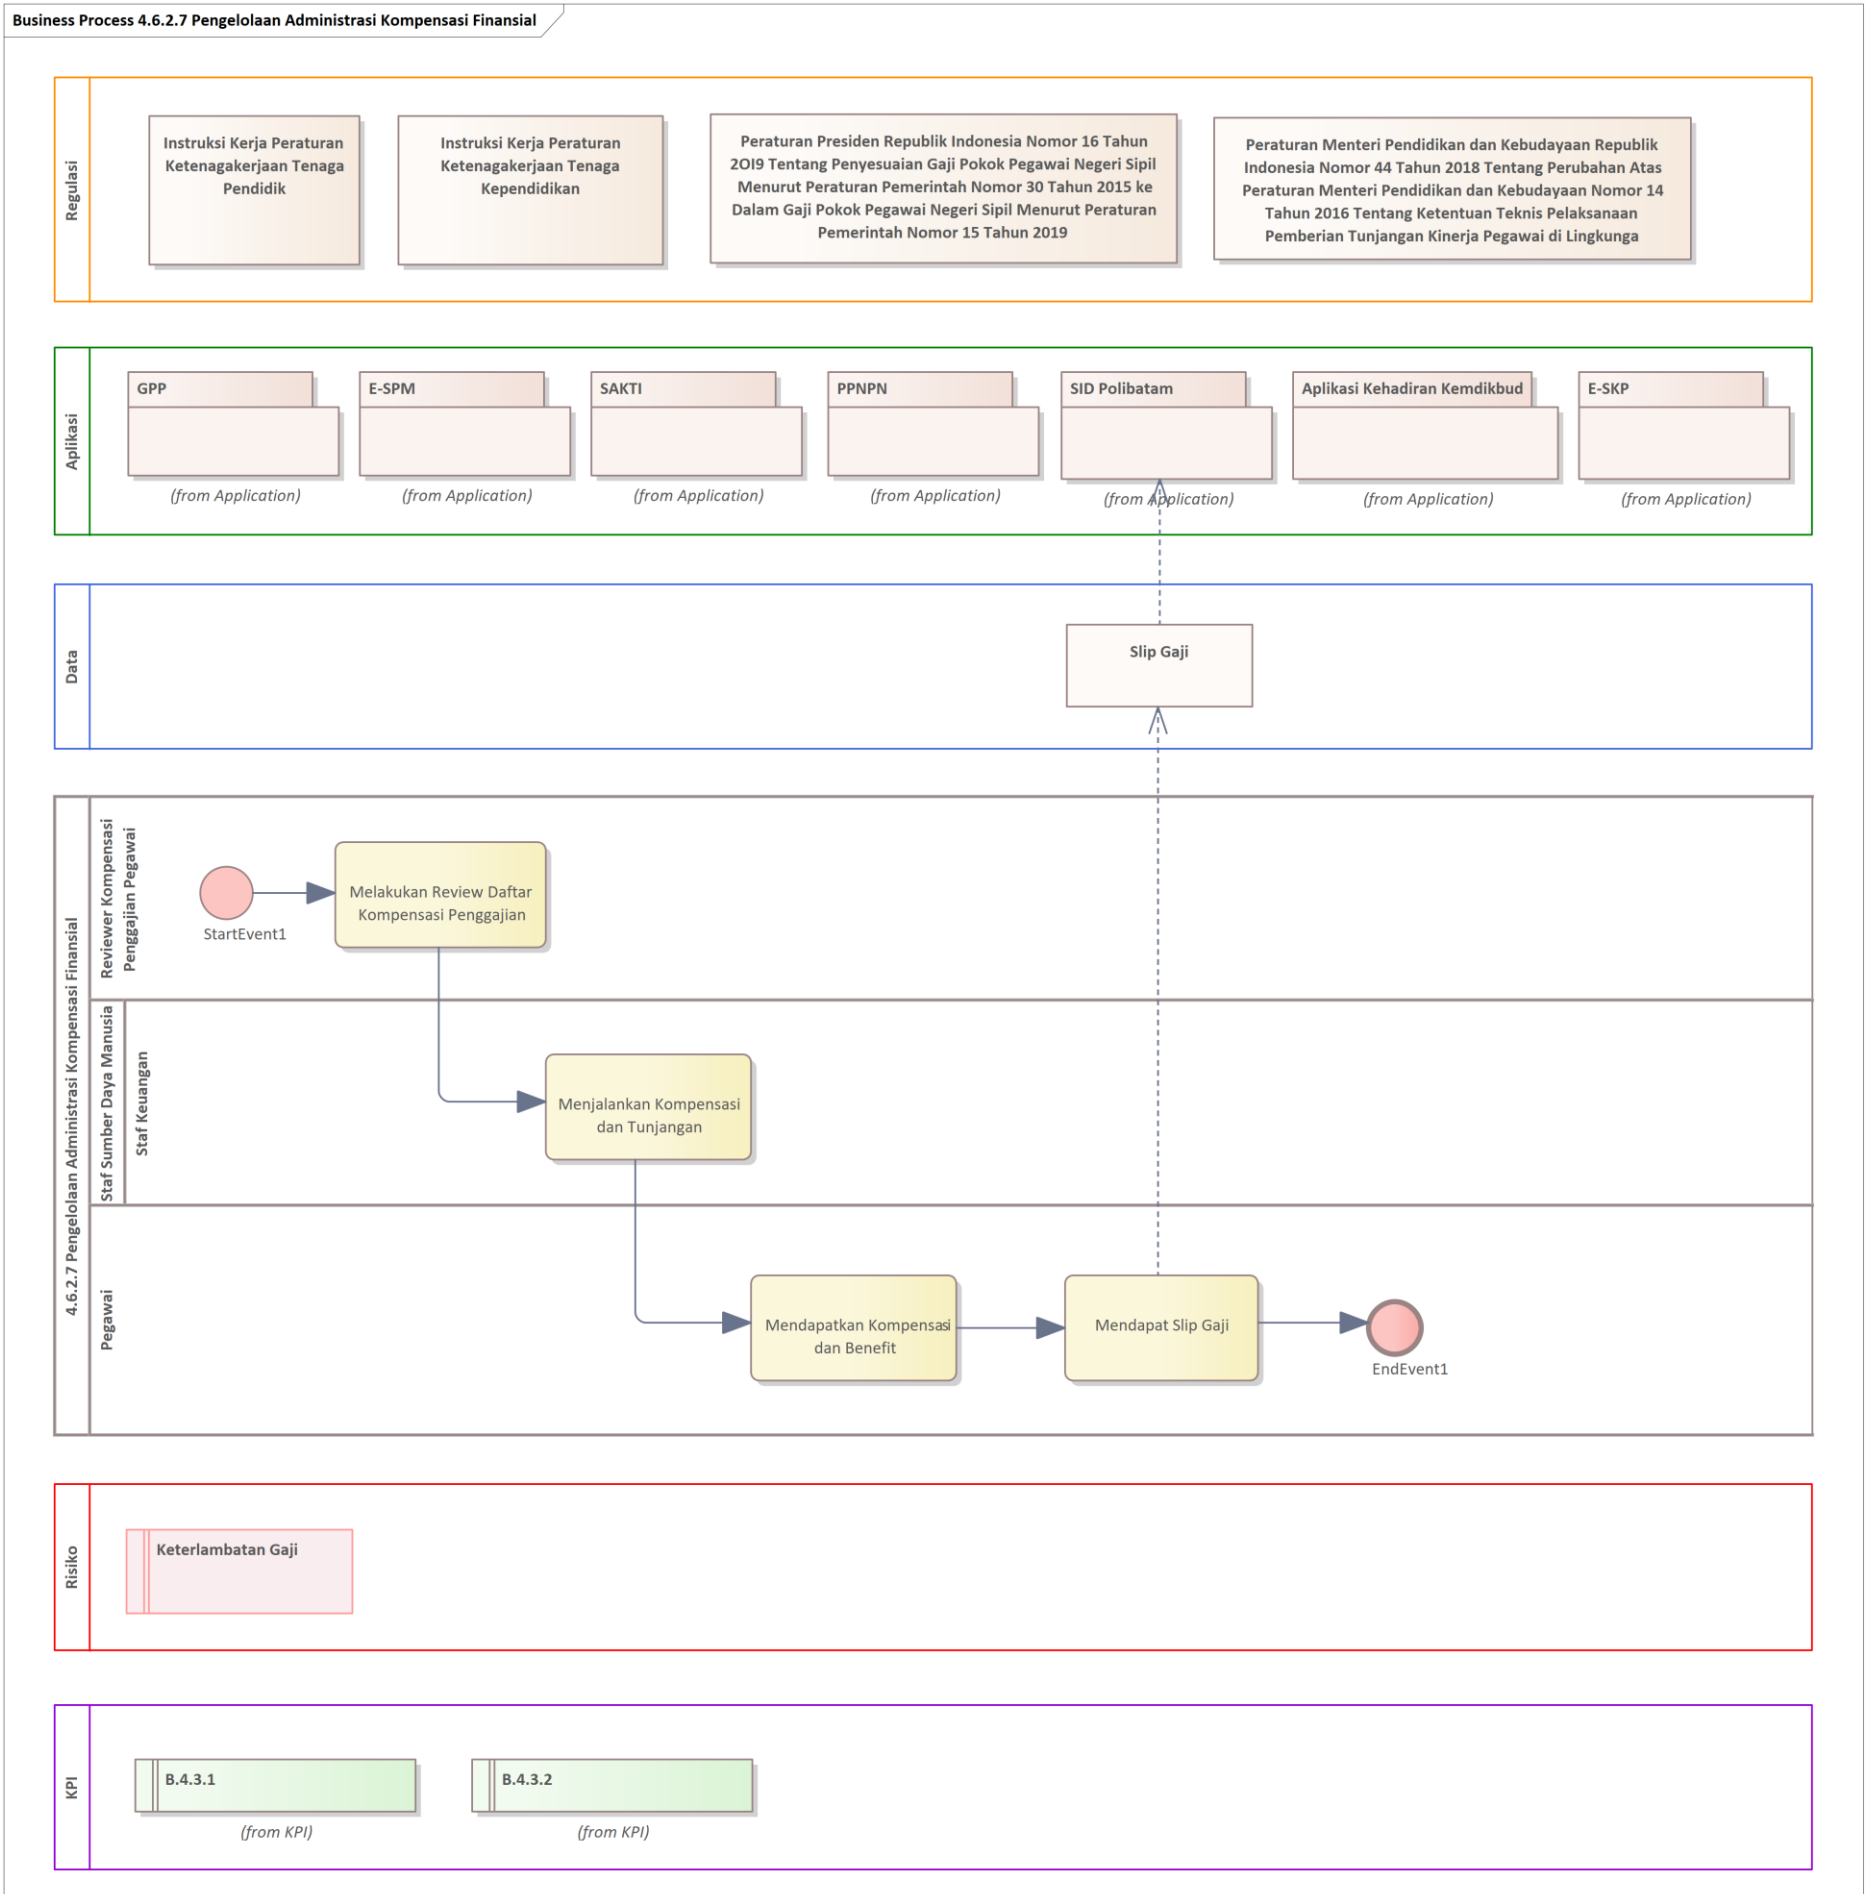 Business Process 4.6.2.7 Pengelolaan Administrasi Kompensasi Finansial
Regulasi
Instruksi Kerja Peraturan
Ketenagakerjaan Tenaga
Pendidik
Instruksi Kerja Peraturan
Ketenagakerjaan Tenaga
Kependidikan
Peraturan Presiden Republik Indonesia Nomor 16 Tahun
2OI9 Tentang Penyesuaian Gaji Pokok Pegawai Negeri Sipil
Menurut Peraturan Pemerintah Nomor 30 Tahun 2015 ke
Dalam Gaji Pokok Pegawai Negeri Sipil Menurut Peraturan
Pemerintah Nomor 15 Tahun 2019
Peraturan Menteri Pendidikan dan Kebudayaan Republik
Indonesia Nomor 44 Tahun 2018 Tentang Perubahan Atas
Peraturan Menteri Pendidikan dan Kebudayaan Nomor 14
Tahun 2016 Tentang Ketentuan Teknis Pelaksanaan
Pemberian Tunjangan Kinerja Pegawai di Lingkunga
Aplikasi
GPP
(from Application)
E-SPM
(from Application)
SAKTI
(from Application)
PPNPN
(from Application)
SID Polibatam
(from Application)
Aplikasi Kehadiran Kemdikbud
(from Application)
E-SKP
(from Application)
Data
Slip Gaji
4.6.2.7 Pengelolaan Administrasi Kompensasi Finansial
Reviewer Kompensasi
Penggajian Pegawai
StartEvent1
Melakukan Review Daftar
Kompensasi Penggajian
Staf Sumber Daya Manusia
Staf Keuangan
Menjalankan Kompensasi
dan Tunjangan
Pegawai
Mendapatkan Kompensasi
dan Benefit
Mendapat Slip Gaji
EndEvent1
Risiko
Keterlambatan Gaji
KPI
B.4.3.1
(from KPI)
B.4.3.2
(from KPI)